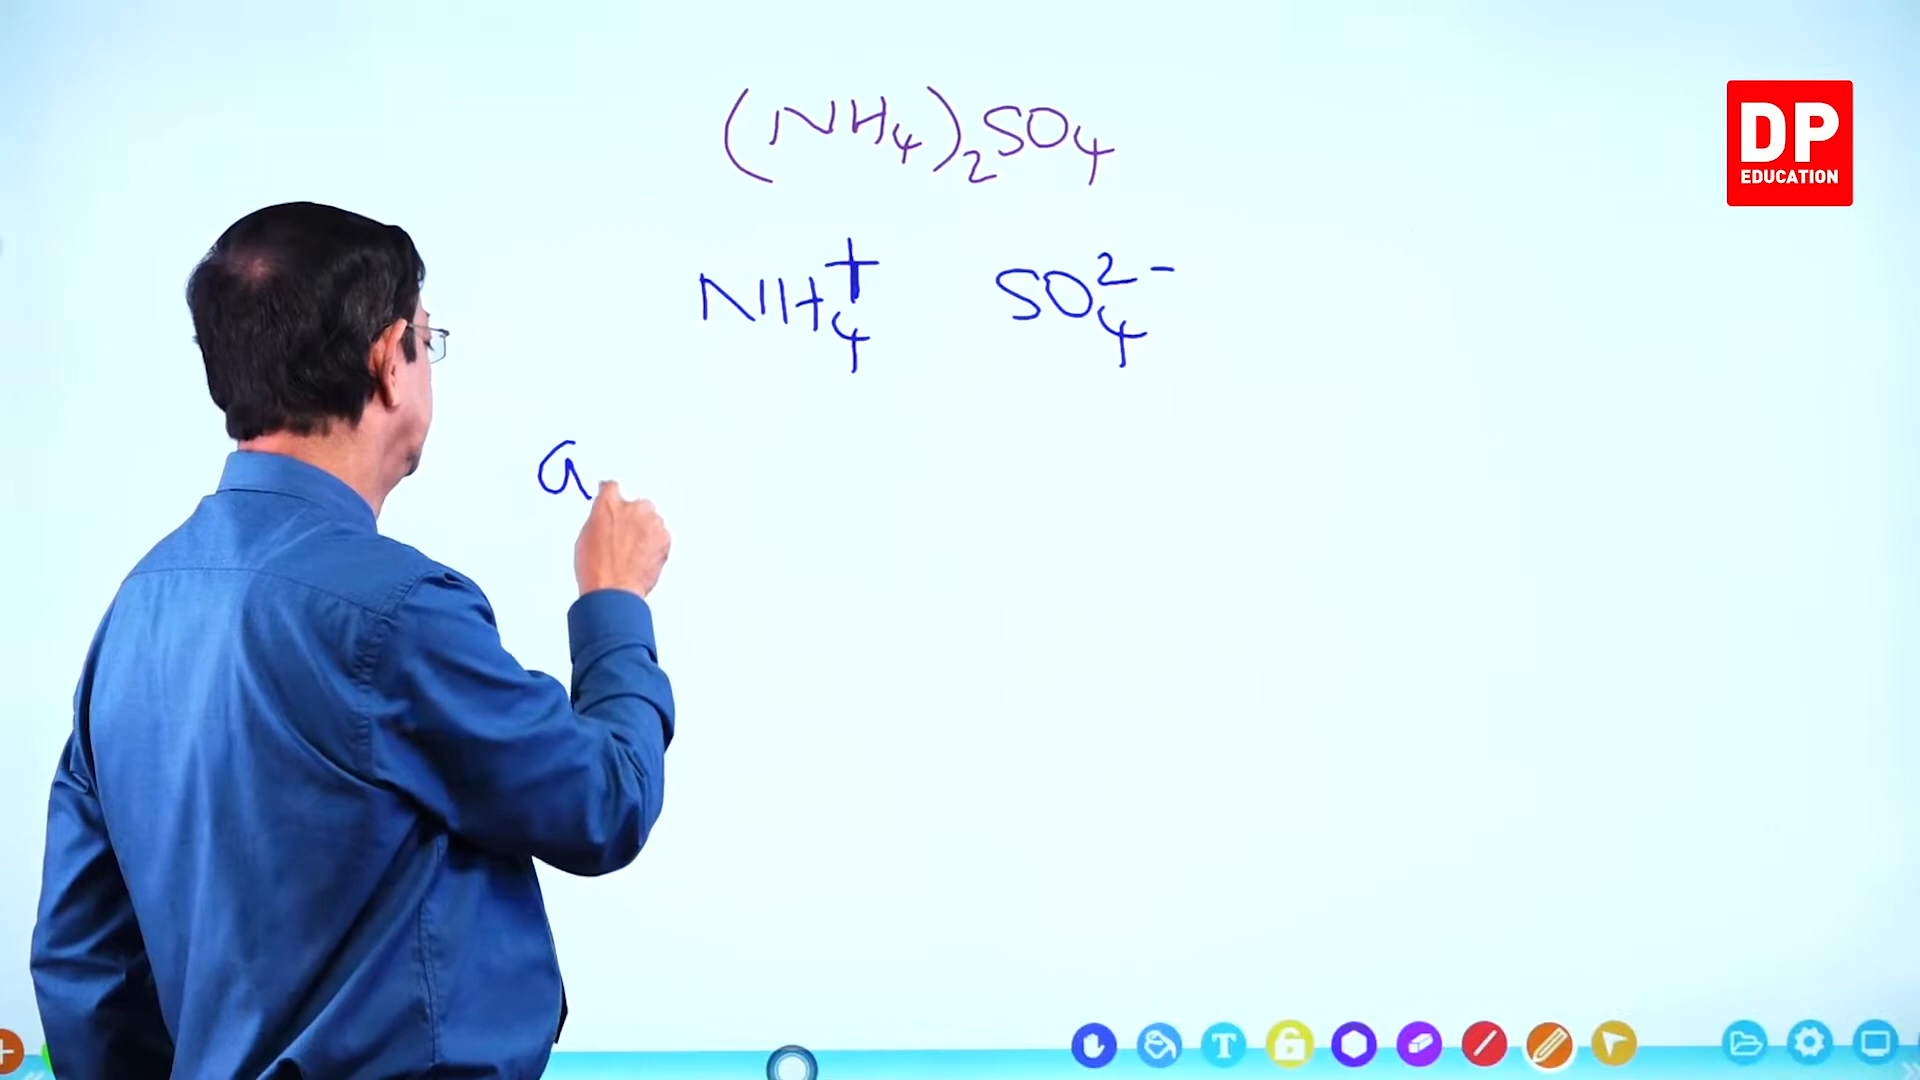 (NH₄)₂SO₄
DP
EDUCATION
NH₄⁺ SO₄²⁻
a
T